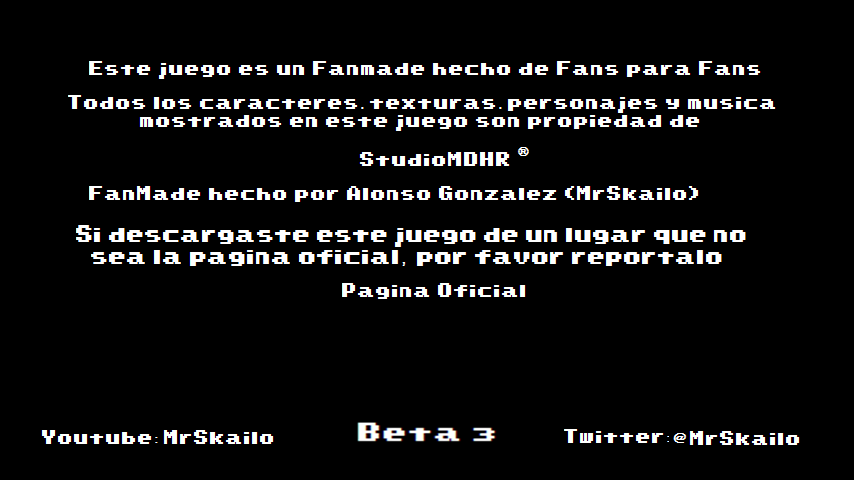 Este juego es un Fanmade hecho de Fans para Fans
Todos los caracteres.texturas.personajes y musica
mostrados en este juego son propiedad de
StudioMDHR ®
FanMade hecho por Alonso Gonzalez (MrSkailo)
Si descargaste este juego de un lugar que no
sea la pagina oficial, por favor reportalo
Pagina Oficial
Youtube:MrSkailo
Beta 3
Twitter:@MrSkailo